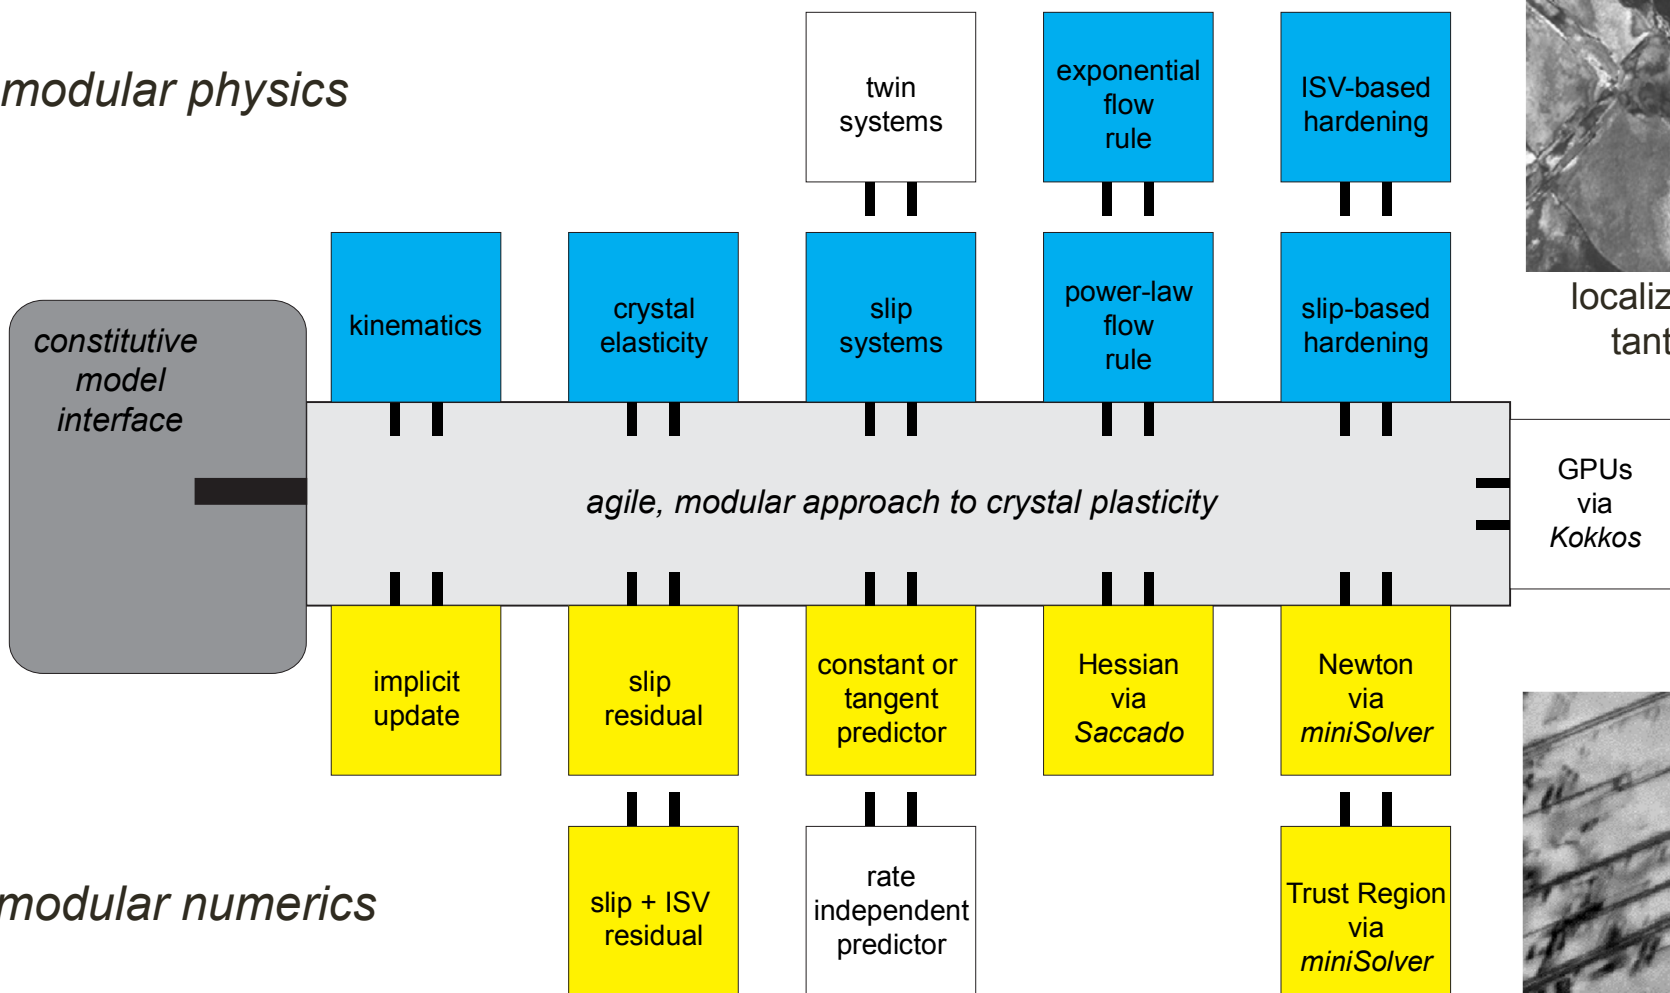 modular physics
twin
systems
exponential
flow
rule
ISV-based
hardening
kinematics
crystal
elasticity
slip
systems
power-law
flow
rule
slip-based
hardening
localiz
tant
constitutive
model
interface
agile, modular approach to crystal plasticity
GPUs
via
Kokkos
implicit
update
slip
residual
constant or
tangent
predictor
Hessian
via
Saccado
Newton
via
miniSolver
modular numerics
slip + ISV
residual
rate
independent
predictor
Trust Region
via
miniSolver